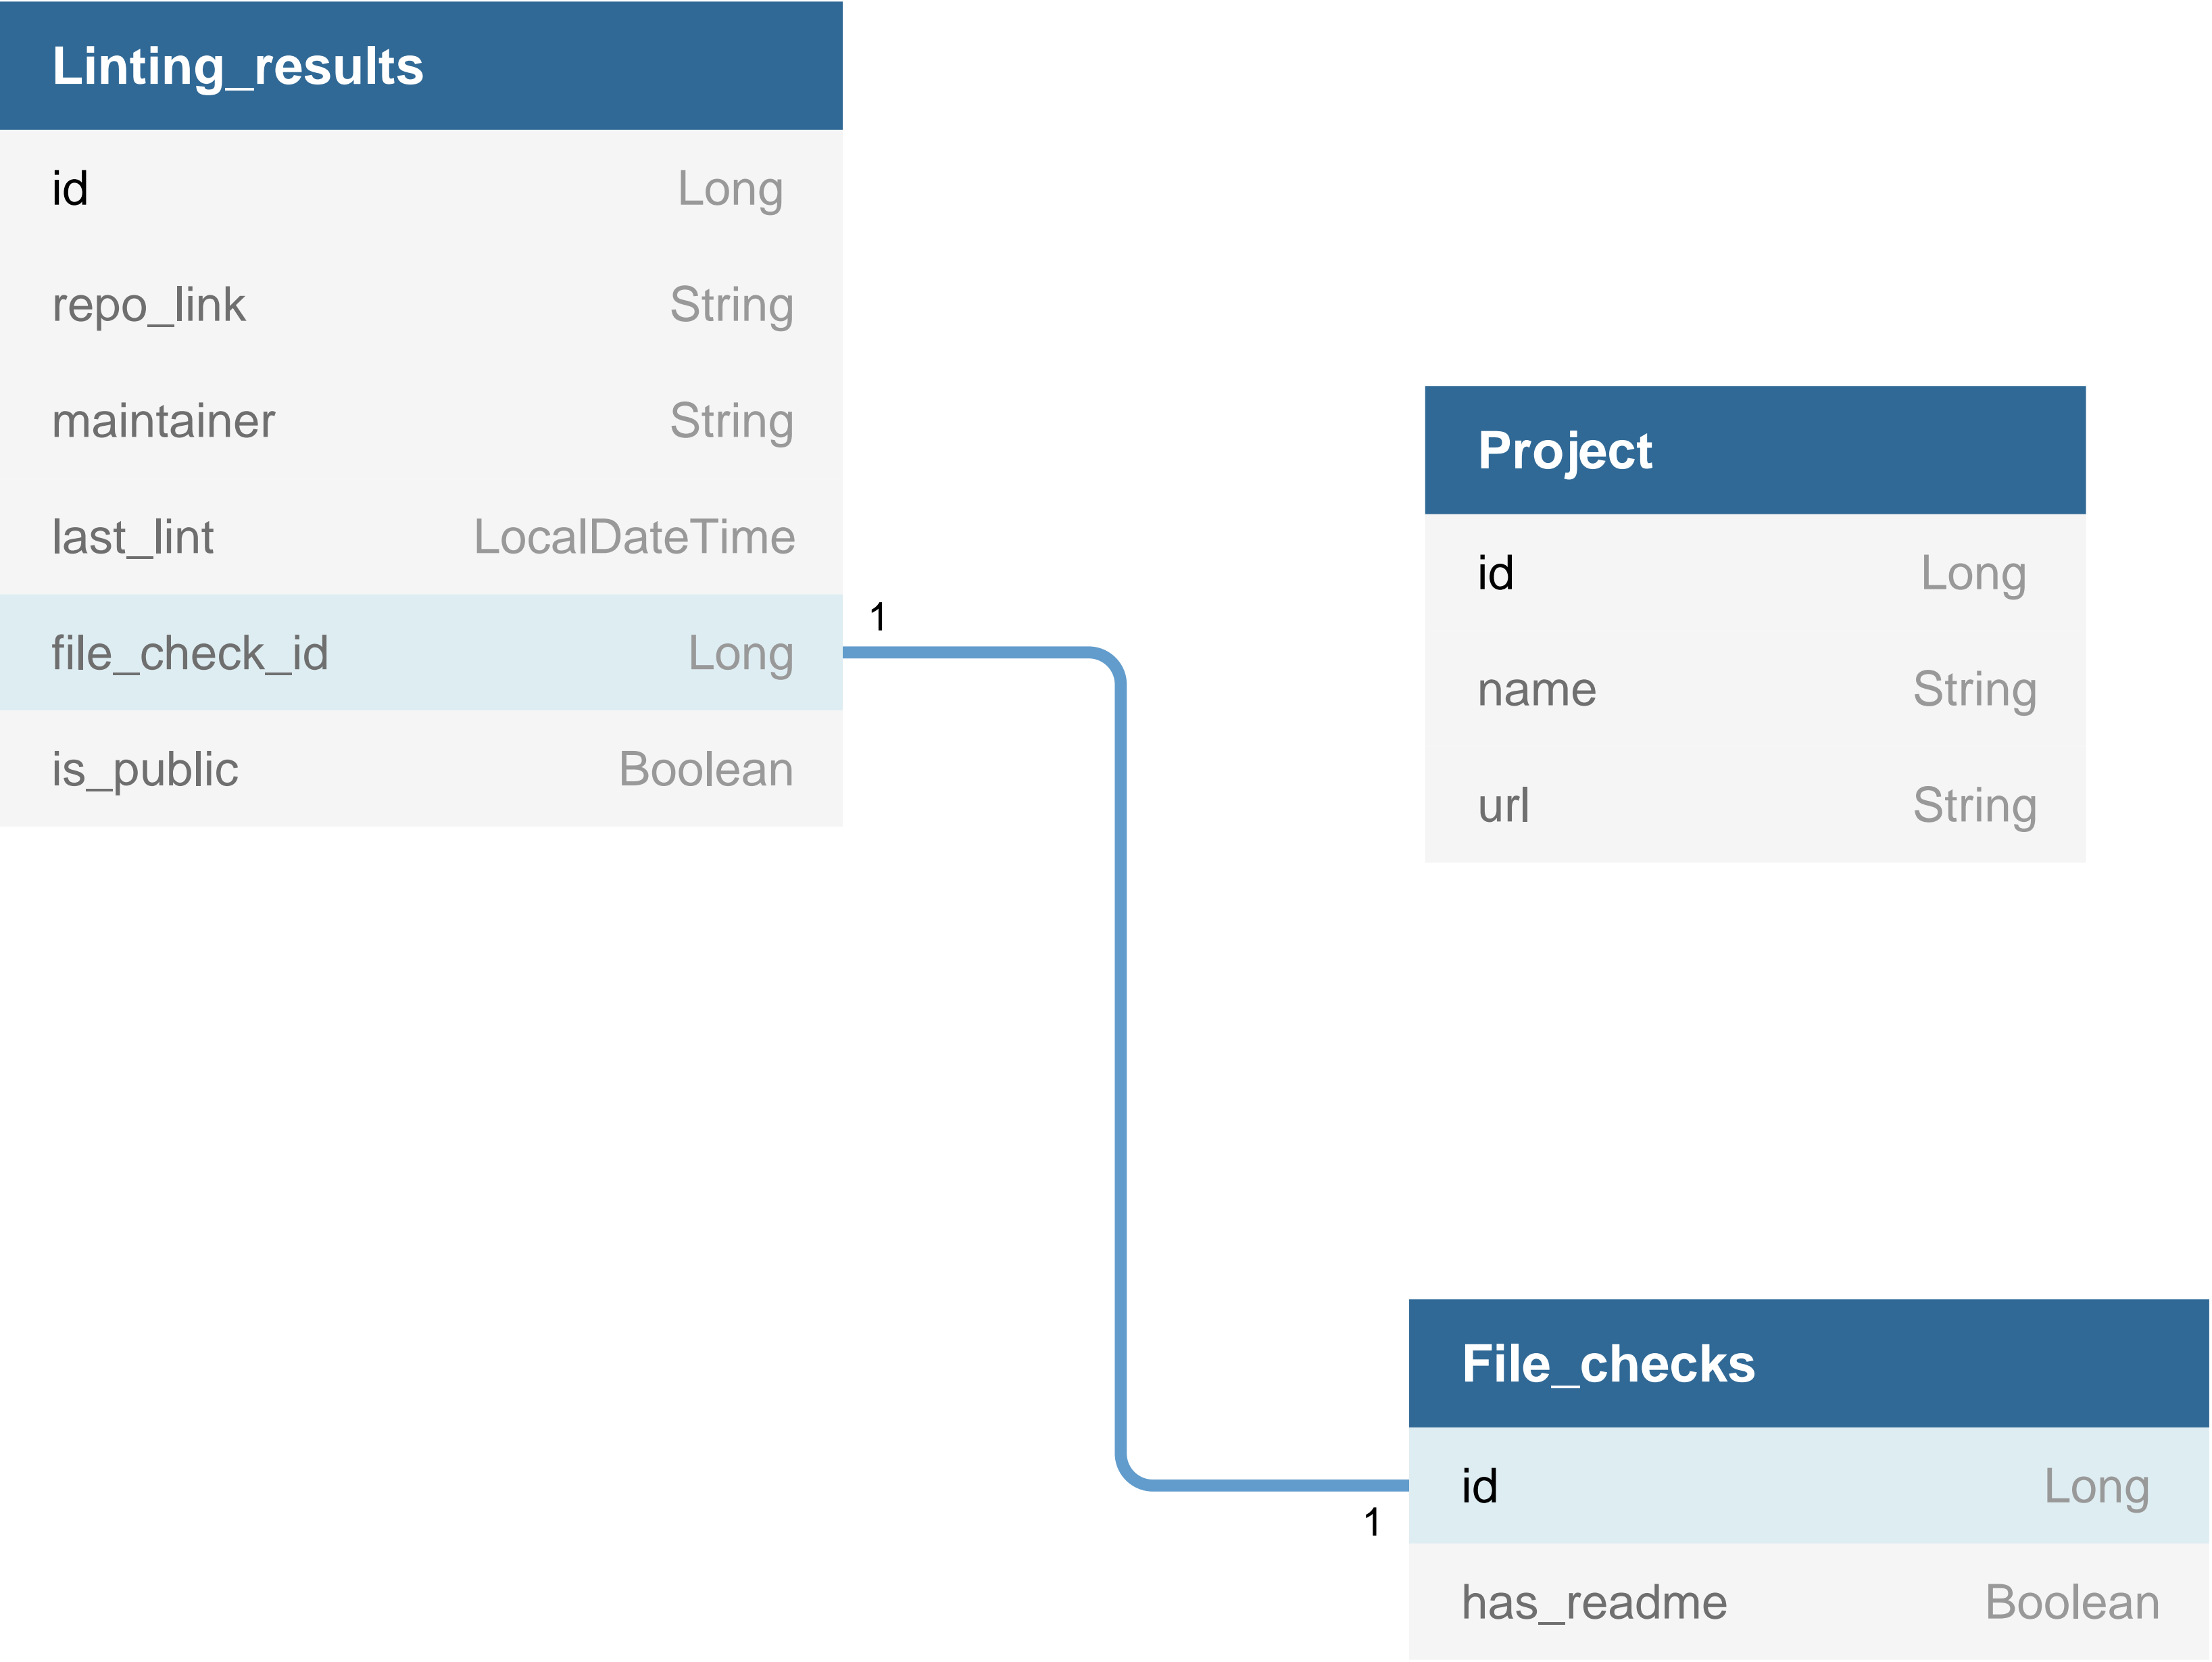 Linting_results
id Long
repo_link String
maintainer String
last_lint LocalDateTime
file_check_id Long
is_public Boolean
1
Project
id Long
name String
url String
1
File_checks
id Long
has_readme Boolean